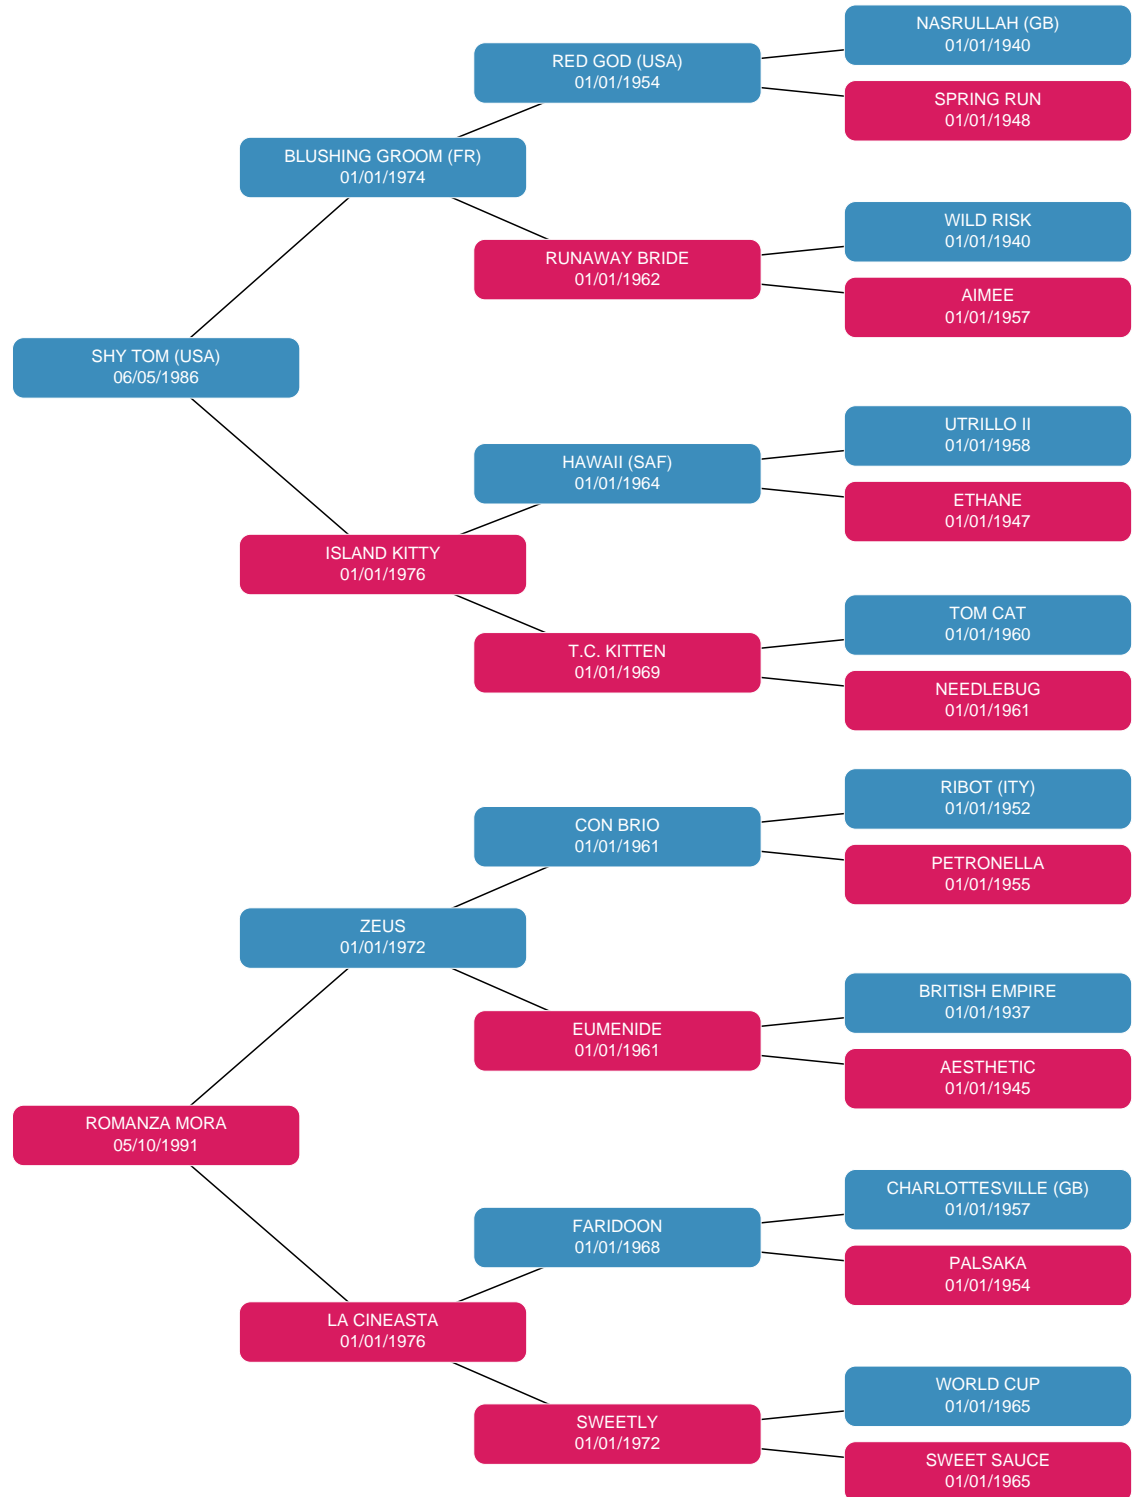 NASRULLAH (GB)
01/01/1940
RED GOD (USA)
01/01/1954
SPRING RUN
01/01/1948
BLUSHING GROOM (FR)
01/01/1974
WILD RISK
01/01/1940
RUNAWAY BRIDE
01/01/1962
AIMEE
01/01/1957
SHY TOM (USA)
06/05/1986
UTRILLO II
01/01/1958
HAWAII (SAF)
01/01/1964
ETHANE
01/01/1947
ISLAND KITTY
01/01/1976
TOM CAT
01/01/1960
T.C. KITTEN
01/01/1969
NEEDLEBUG
01/01/1961
RIBOT (ITY)
01/01/1952
CON BRIO
01/01/1961
PETRONELLA
01/01/1955
ZEUS
01/01/1972
BRITISH EMPIRE
01/01/1937
EUMENIDE
01/01/1961
AESTHETIC
01/01/1945
ROMANZA MORA
05/10/1991
CHARLOTTESVILLE (GB)
01/01/1957
FARIDOON
01/01/1968
PALSAKA
01/01/1954
LA CINEASTA
01/01/1976
WORLD CUP
01/01/1965
SWEETLY
01/01/1972
SWEET SAUCE
01/01/1965